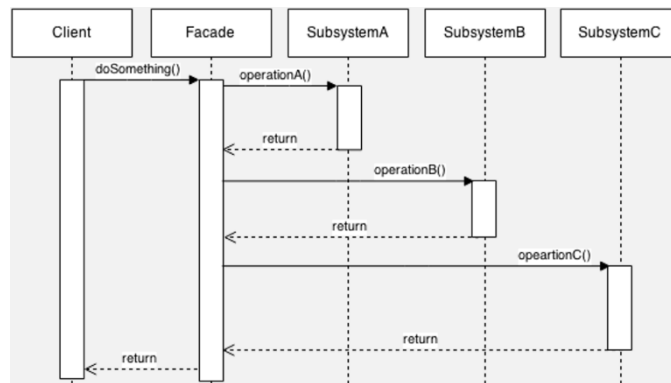 Client
Facade
SubsystemA
SubsystemB
SubsystemC
doSomething()
operationA()
return
operationB()
return
opeartionC()
return
return